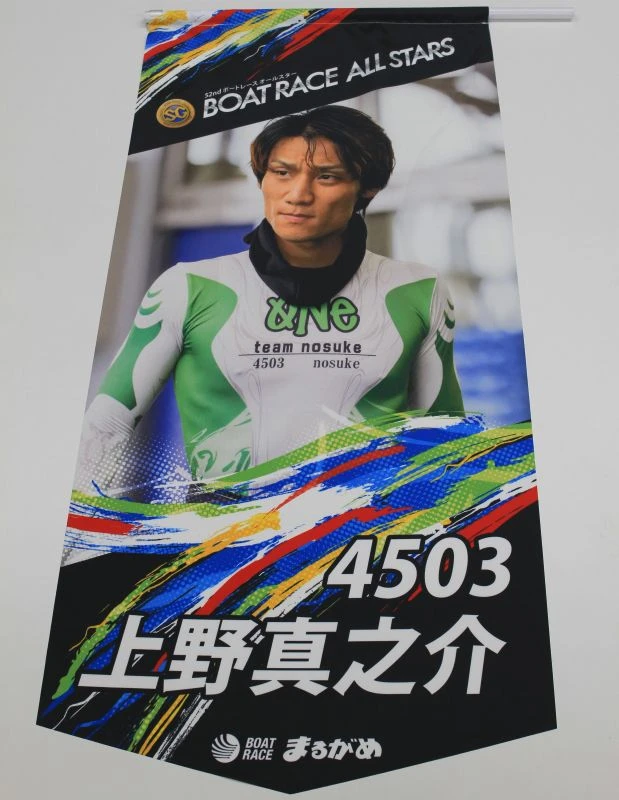 52nd ボートレース オールスター
SG
BOAT RACE ALL STARS
&Ne
team nosuke
4503 nosuke
4503
上野真之介
BOAT RACE まるがめ